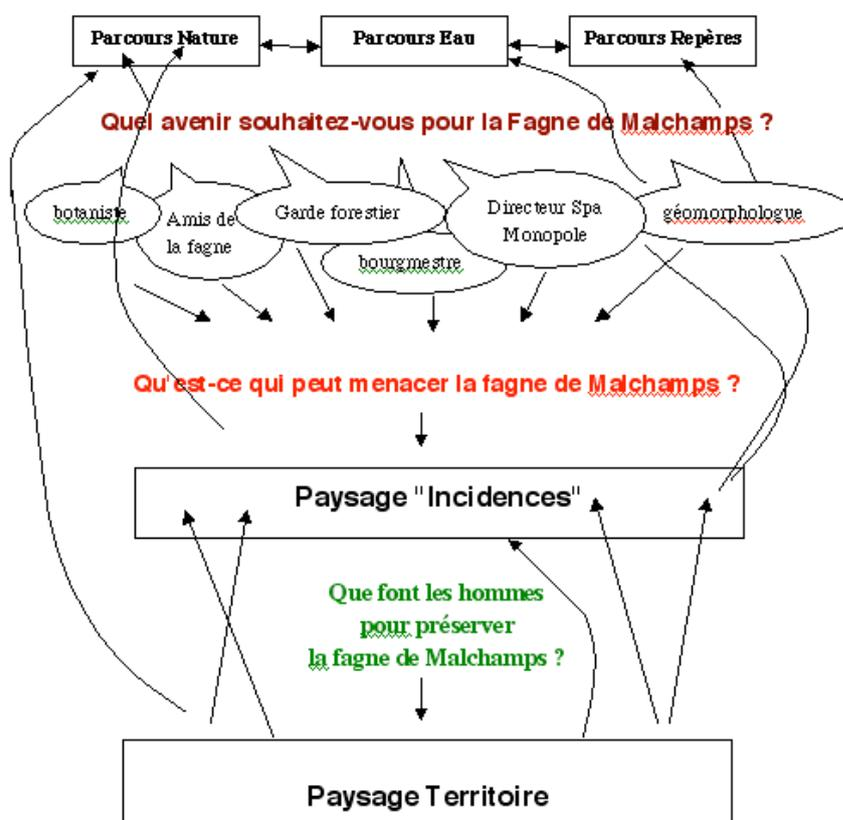 Parcours Nature
Parcours Eau
Parcours Repères
Quel avenir souhaitez-vous pour la Fagne de Malchamps ?
botaniste
Amis de
la fagne
Garde forestier
bourgmestre
Directeur Spa
Monopole
géomorphologue
Qu'est-ce qui peut menacer la fagne de Malchamps ?
Paysage "Incidences"
Que font les hommes
pour préserver
la fagne de Malchamps ?
Paysage Territoire